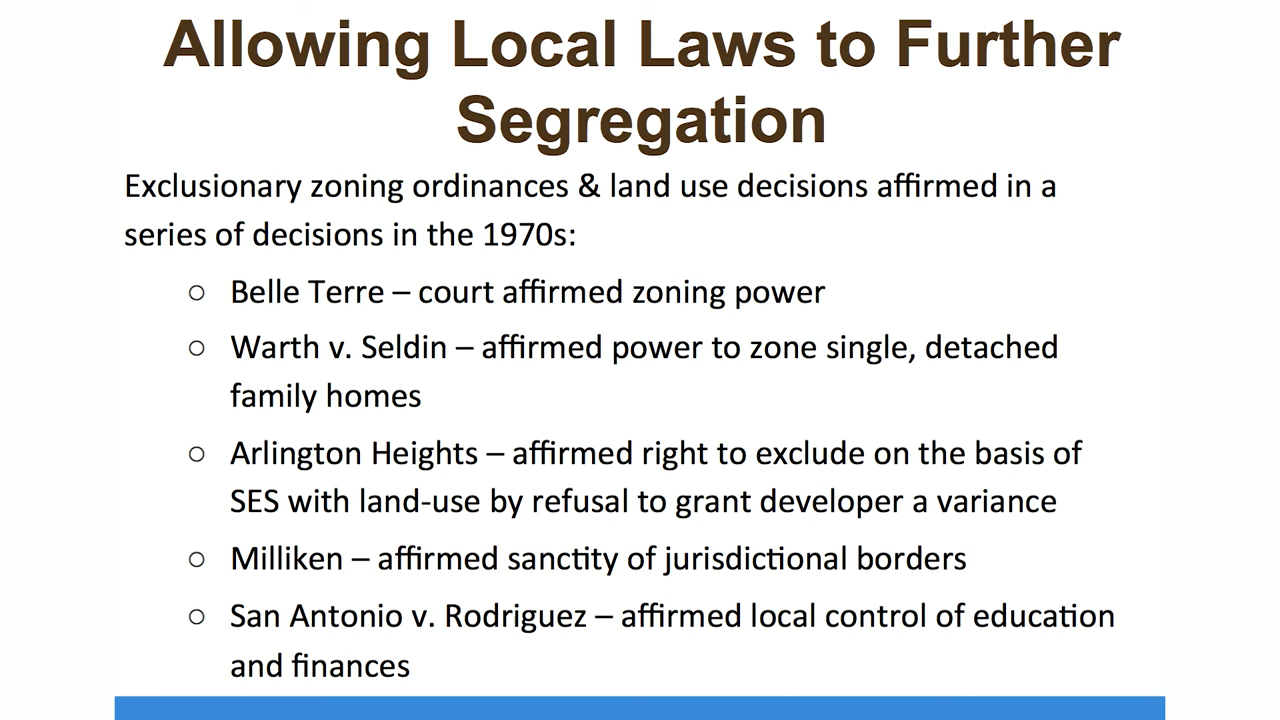 Allowing Local Laws to Further
Segregation
Exclusionary zoning ordinances & land use decisions affirmed in a
series of decisions in the 1970s:
○ Belle Terre – court affirmed zoning power
○ Warth v. Seldin – affirmed power to zone single, detached
family homes
○ Arlington Heights – affirmed right to exclude on the basis of
SES with land-use by refusal to grant developer a variance
○ Milliken – affirmed sanctity of jurisdictional borders
○ San Antonio v. Rodriguez – affirmed local control of education
and finances